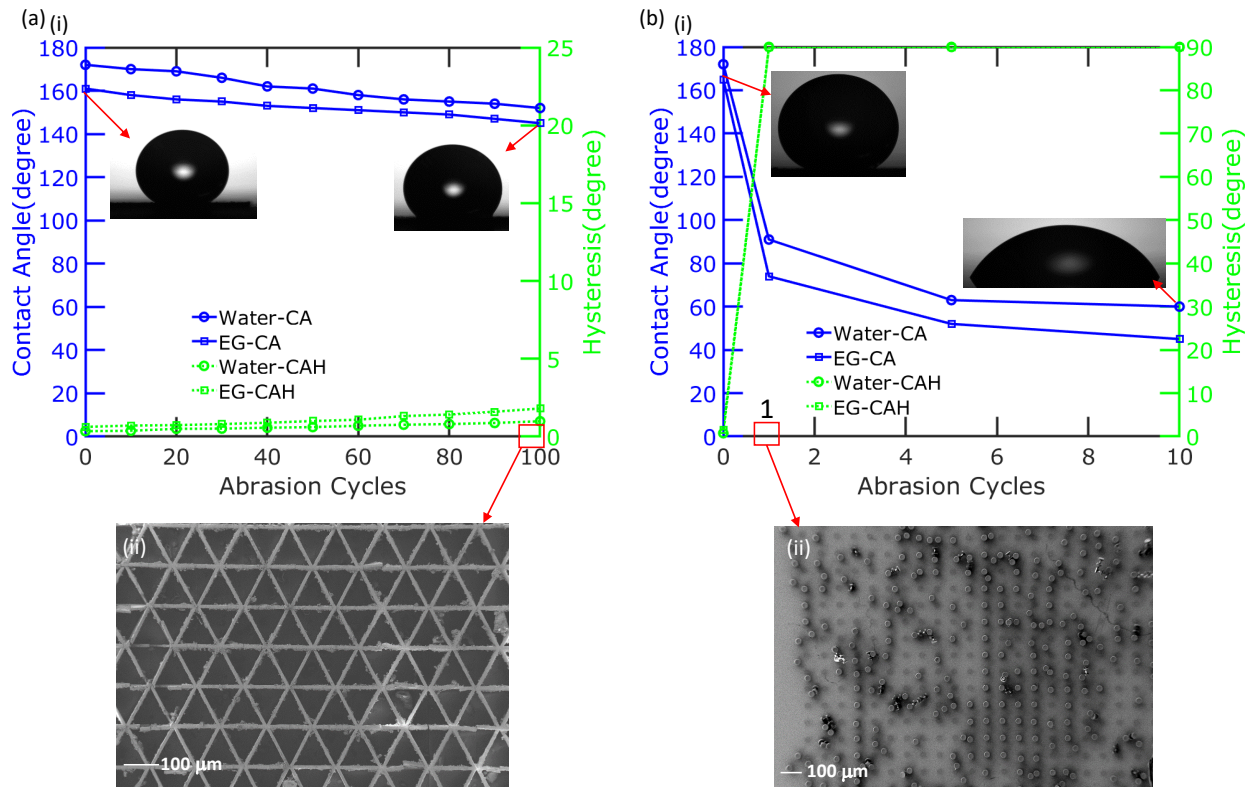 (a) (i)
180
160
140
120
100
80
60
40
20
0
Contact Angle(degree)
25
20
15
10
5
0
Hysteresis(degree)
Water-CA
EG-CA
Water-CAH
EG-CAH
0 20 40 60 80 100
Abrasion Cycles
(ii)
100 µm
(b) (i)
180
160
140
120
100
80
60
40
20
0
Contact Angle(degree)
90
80
70
60
50
40
30
20
10
0
Hysteresis(degree)
Water-CA
EG-CA
Water-CAH
EG-CAH
1
0 2 4 6 8 10
Abrasion Cycles
(ii)
100 µm